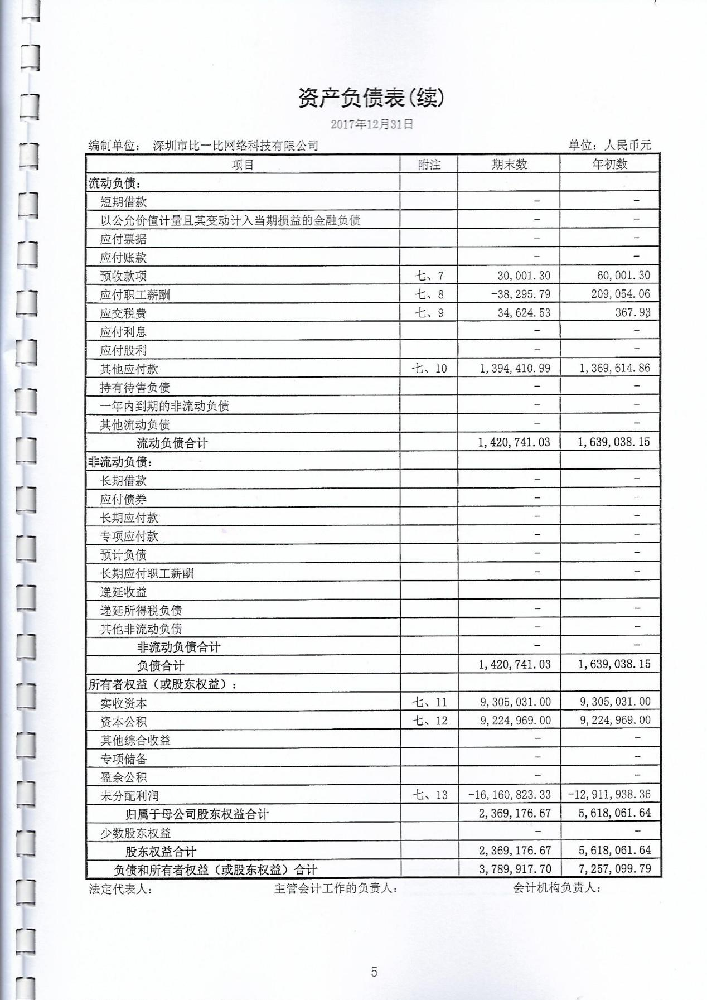 资产负债表(续)
2017年12月31日
编制单位： 深圳市比一比网络科技有限公司 单位：人民币元
项目 附注 期末数 年初数
流动负债：
短期借款 - -
以公允价值计量且其变动计入当期损益的金融负债 - -
应付票据 - -
应付账款 - -
预收款项 七、7 30,001.30 60,001.30
应付职工薪酬 七、8 -38,295.79 209,054.06
应交税费 七、9 34,624.53 367.93
应付利息 - -
应付股利 - -
其他应付款 七、10 1,394,410.99 1,369,614.86
持有待售负债 - -
一年内到期的非流动负债 - -
其他流动负债 - -
流动负债合计 1,420,741.03 1,639,038.15
非流动负债：
长期借款 - -
应付债券 - -
长期应付款 - -
专项应付款 - -
预计负债 - -
长期应付职工薪酬 - -
递延收益
递延所得税负债 - -
其他非流动负债 - -
非流动负债合计 - -
负债合计 1,420,741.03 1,639,038.15
所有者权益（或股东权益）：
实收资本 七、11 9,305,031.00 9,305,031.00
资本公积 七、12 9,224,969.00 9,224,969.00
其他综合收益 - -
专项储备 - -
盈余公积 - -
未分配利润 七、13 -16,160,823.33 -12,911,938.36
归属于母公司股东权益合计 2,369,176.67 5,618,061.64
少数股东权益 - -
股东权益合计 2,369,176.67 5,618,061.64
负债和所有者权益（或股东权益）合计 3,789,917.70 7,257,099.79
法定代表人： 主管会计工作的负责人： 会计机构负责人：
5